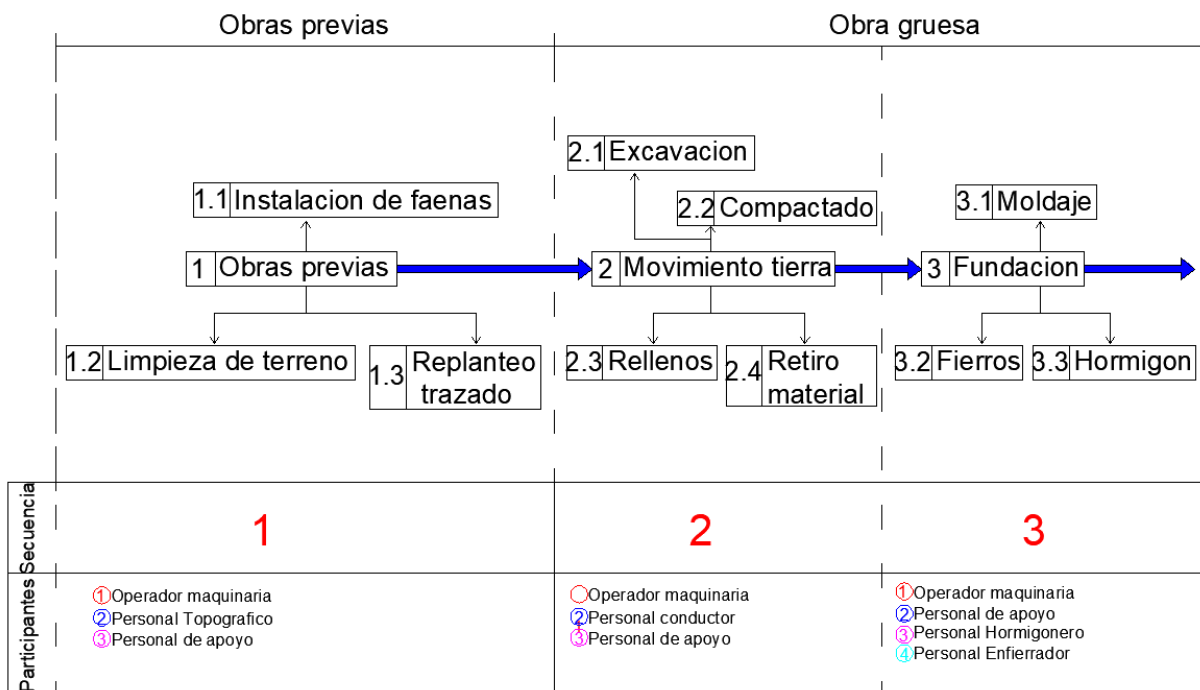 Obras previas
Obra gruesa
2.1 Excavacion
1.1 Instalacion de faenas
2.2 Compactado
3.1 Moldaje
1 Obras previas
2 Movimiento tierra
3 Fundacion
1.2 Limpieza de terreno
1.3 Replanteo
trazado
2.3 Rellenos
2.4 Retiro
material
3.2 Fierros
3.3 Hormigon
Secuencia
1
2
3
Participantes
1 Operador maquinaria
2 Personal Topografico
3 Personal de apoyo
Operador maquinaria
2 Personal conductor
1
3 Personal de apoyo
1 Operador maquinaria
2 Personal de apoyo
3 Personal Hormigonero
4 Personal Enfierrador